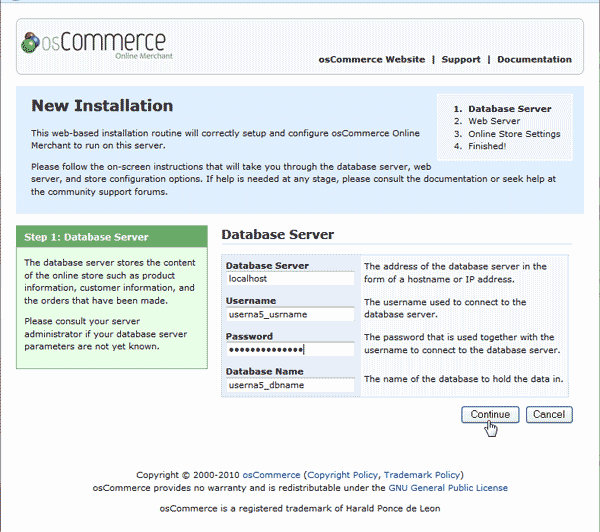 osCommerce
Online Merchant
osCommerce Website | Support | Documentation
New Installation
This web-based installation routine will correctly setup and configure osCommerce Online
Merchant to run on this server.
Please follow the on-screen instructions that will take you through the database server, web
server, and store configuration options. If help is needed at any stage, please consult the documentation or seek help at
the community support forums.
1. Database Server
2. Web Server
3. Online Store Settings
4. Finished!
Step 1: Database Server
The database server stores the content
of the online store such as product
information, customer information, and
the orders that have been made.
Please consult your server
administrator if your database server
parameters are not yet known.
Database Server
Database Server
localhost
The address of the database server in the
form of a hostname or IP address.
Username
userna5_usrname
The username used to connect to the
database server.
Password
••••••••••••••
The password that is used together with the
username to connect to the database server.
Database Name
userna5_dbname
The name of the database to hold the data in.
Continue Cancel
Copyright © 2000-2010 osCommerce (Copyright Policy, Trademark Policy)
osCommerce provides no warranty and is redistributable under the GNU General Public License
osCommerce is a registered trademark of Harald Ponce de Leon